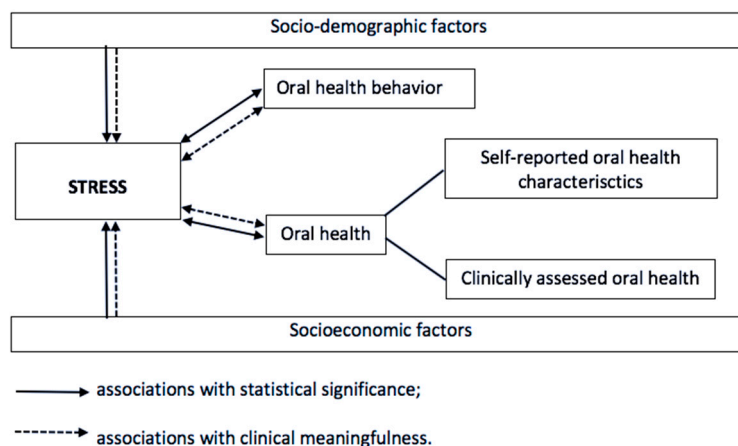 Socio-demographic factors
Oral health behavior
Self-reported oral health
characterisctics
STRESS
Oral health
Clinically assessed oral health
Socioeconomic factors
associations with statistical significance;
associations with clinical meaningfulness.